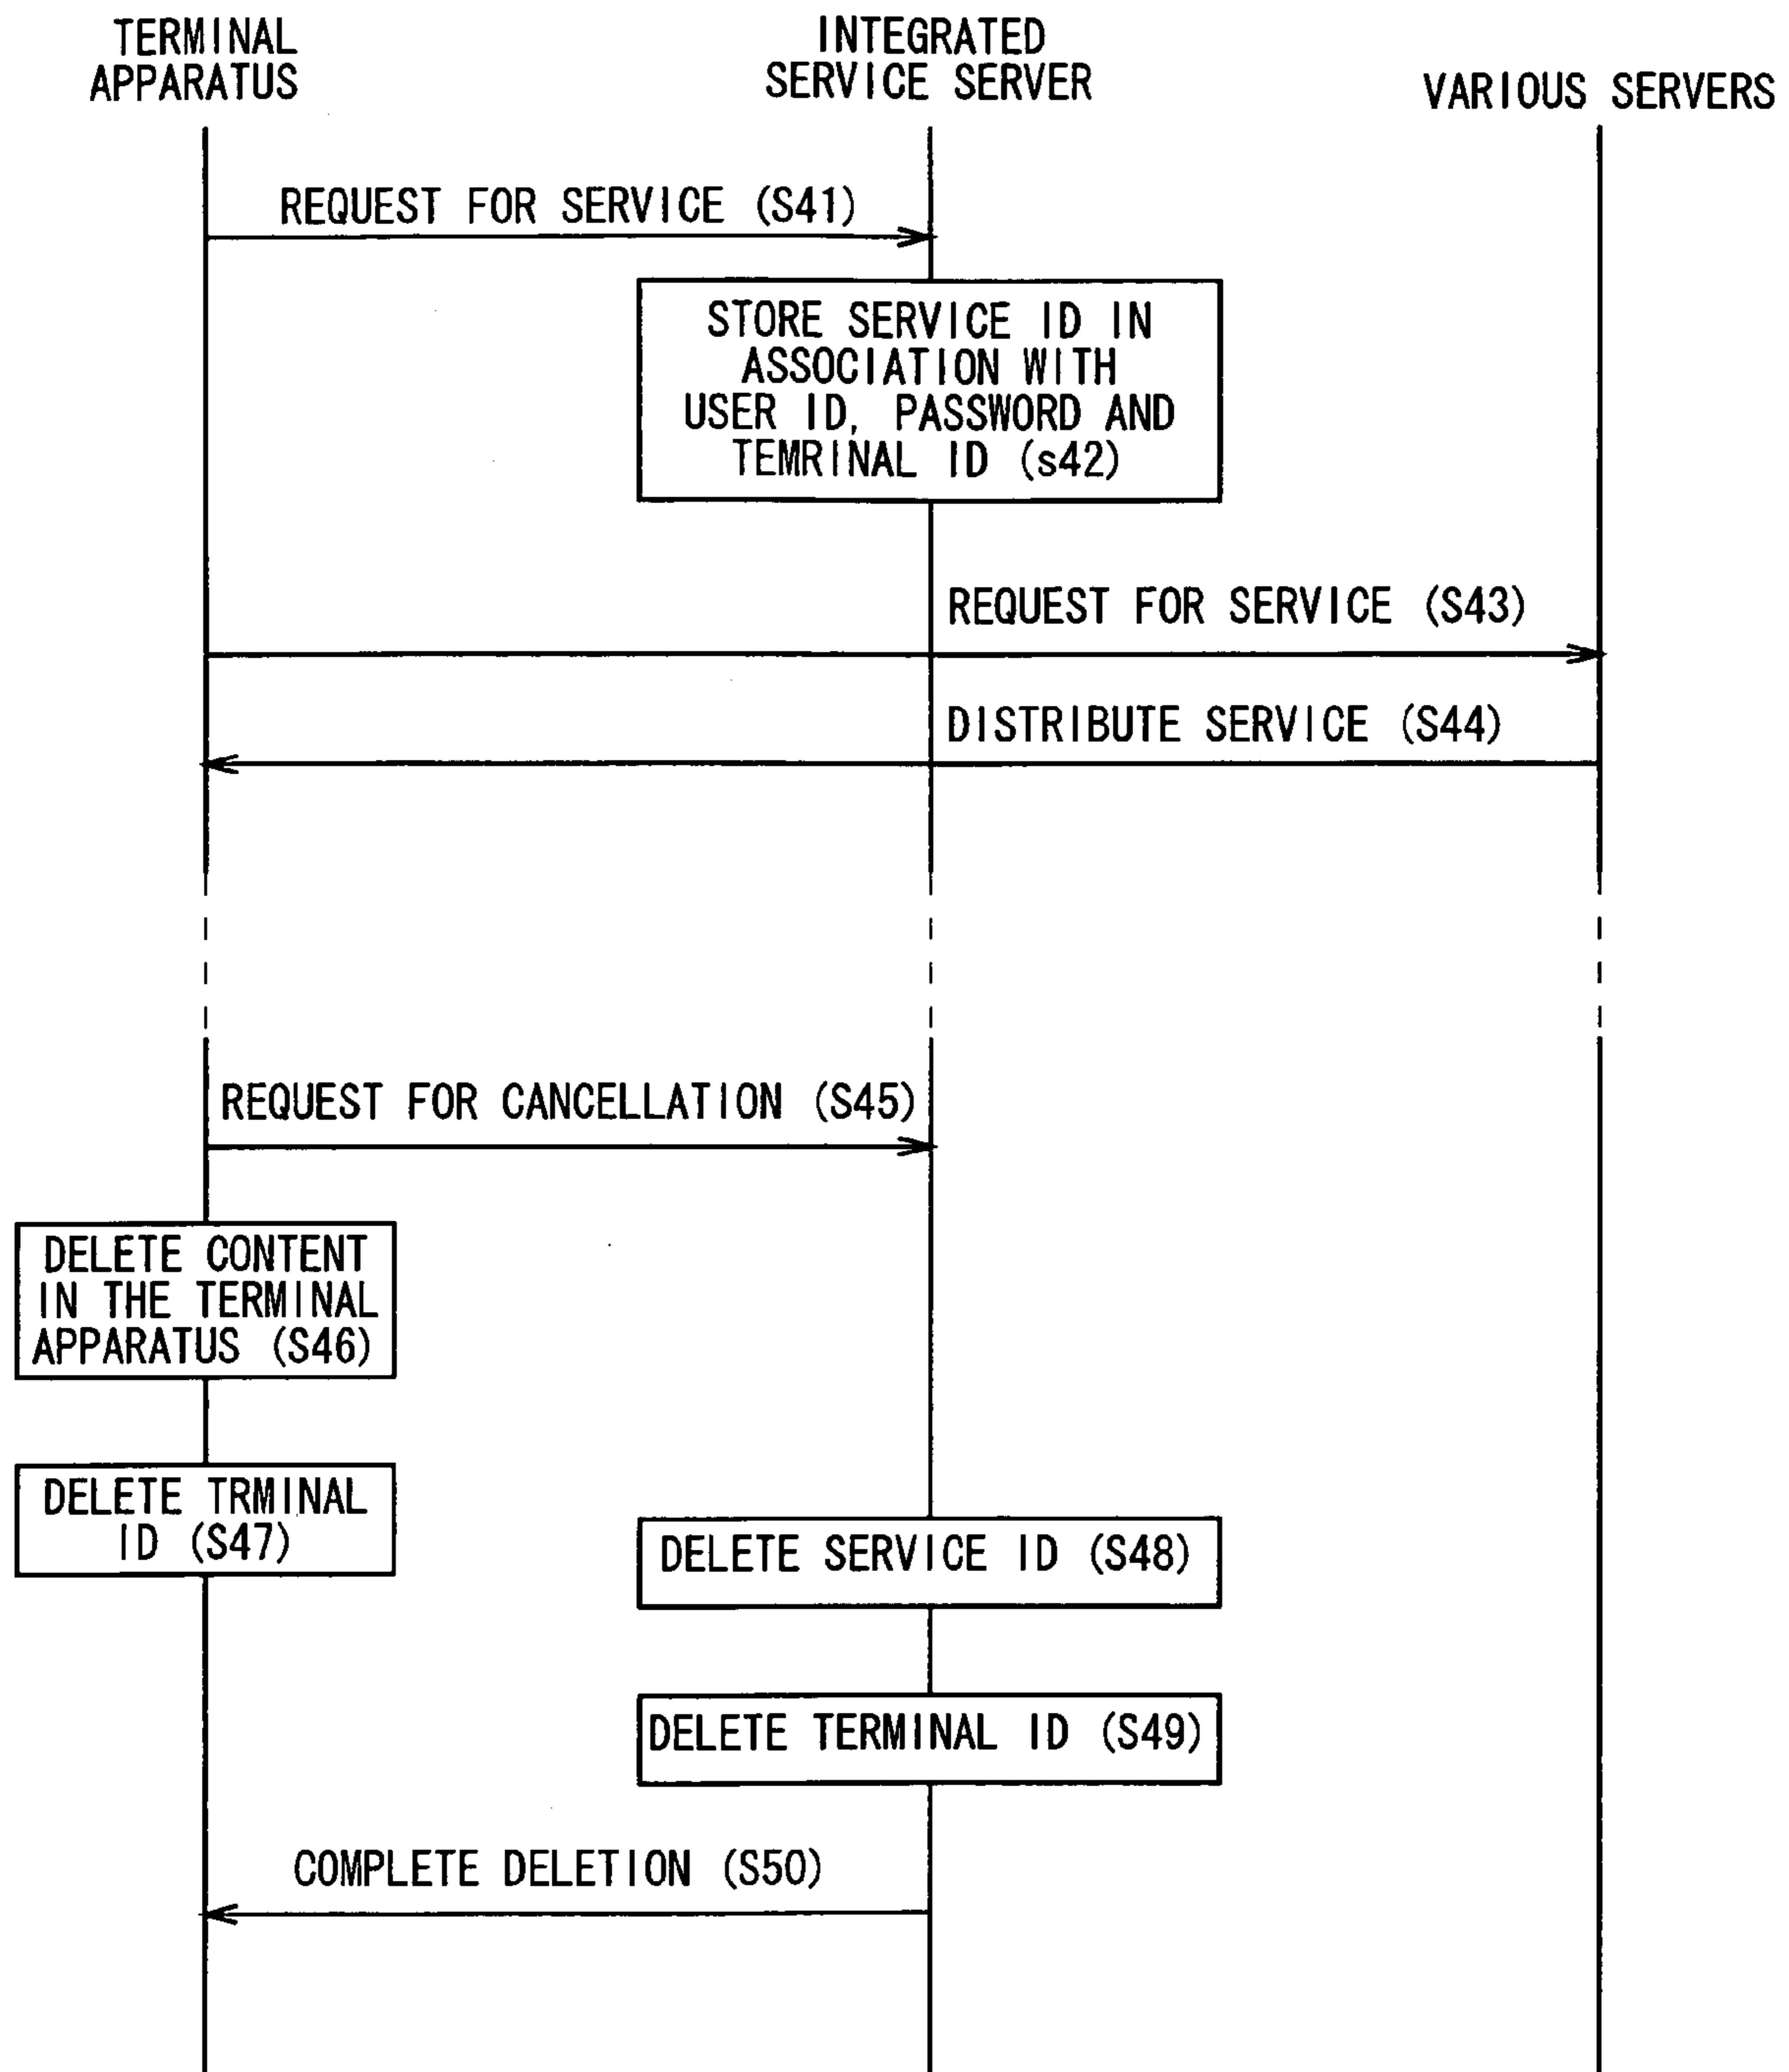 TERMINAL
APPARATUS
INTEGRATED
SERVICE SERVER
VARIOUS SERVERS
REQUEST FOR SERVICE (S41)
STORE SERVICE ID IN
ASSOCIATION WITH
USER ID, PASSWORD AND
TEMRINAL ID (s42)
REQUEST FOR SERVICE (S43)
DISTRIBUTE SERVICE (S44)
REQUEST FOR CANCELLATION (S45)
DELETE CONTENT
IN THE TERMINAL
APPARATUS (S46)
DELETE TRMINAL
ID (S47)
DELETE SERVICE ID (S48)
DELETE TERMINAL ID (S49)
COMPLETE DELETION (S50)